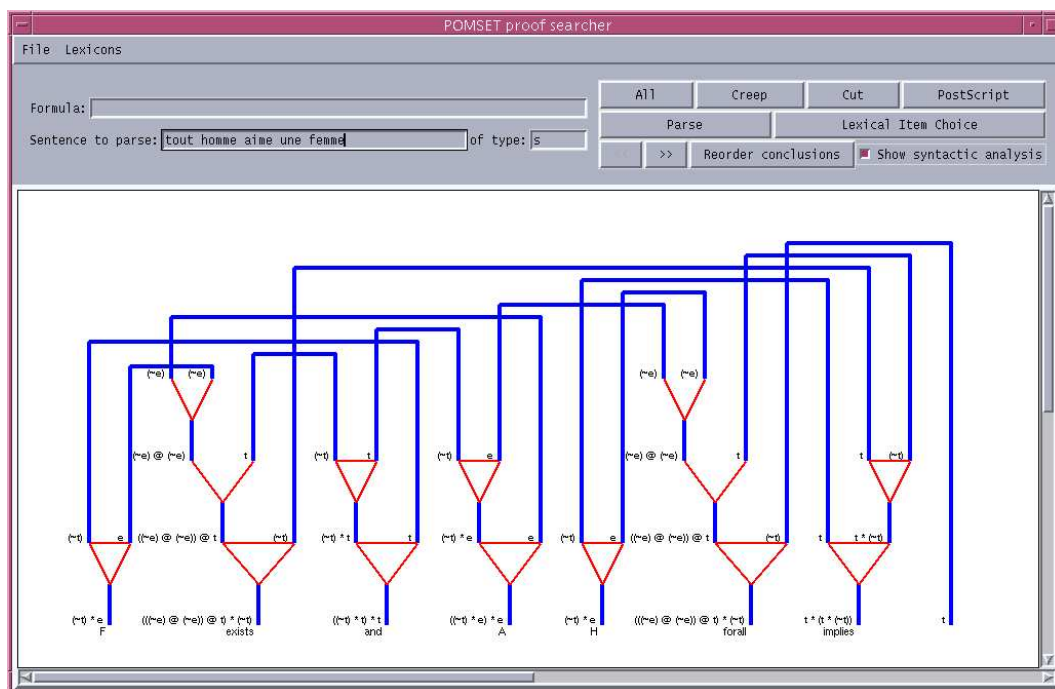 POMSET proof searcher
File Lexicons
Formula:
All Creep Cut PostScript
Sentence to parse: tout homme aime une femme of type: s
Parse Lexical Item Choice
>> Reorder conclusions Show syntactic analysis
(~e) (~e) (~e) (~e)
(~e) @ (~e) t (~t) t (~t) e (~e) @ (~e) t t (~t)
(~t) e ((~e) @ (~e)) @ t (~t) (~t) * t t (~t) * e e (~t) e ((~e) @ (~e)) @ t (~t) t t * (~t)
(~t) * e (((~e) @ (~e)) @ t) * (~t) ((~t) * t) * t ((~t) * e) * e (~t) * e (((~e) @ (~e)) @ t) * (~t) t * (t * (~t)) t
F exists and A H forall implies